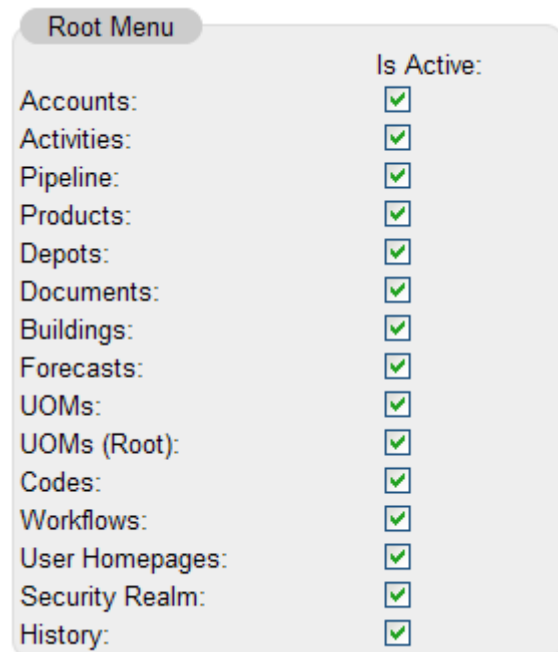 Root Menu
Is Active:
Accounts:
Activities:
Pipeline:
Products:
Depots:
Documents:
Buildings:
Forecasts:
UOMs:
UOMs (Root):
Codes:
Workflows:
User Homepages:
Security Realm:
History: